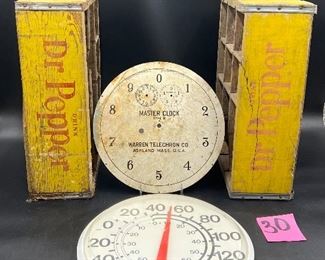 DRINK
Dr. Pepper
0
9 1
8 2
MASTER CLOCK
7 3
WARREN TELECHRON CO
ASHLAND MASS. U.S.A.
6 4
5
Dr. Pepper
20 40 60
0 80
20 100
40 120
30